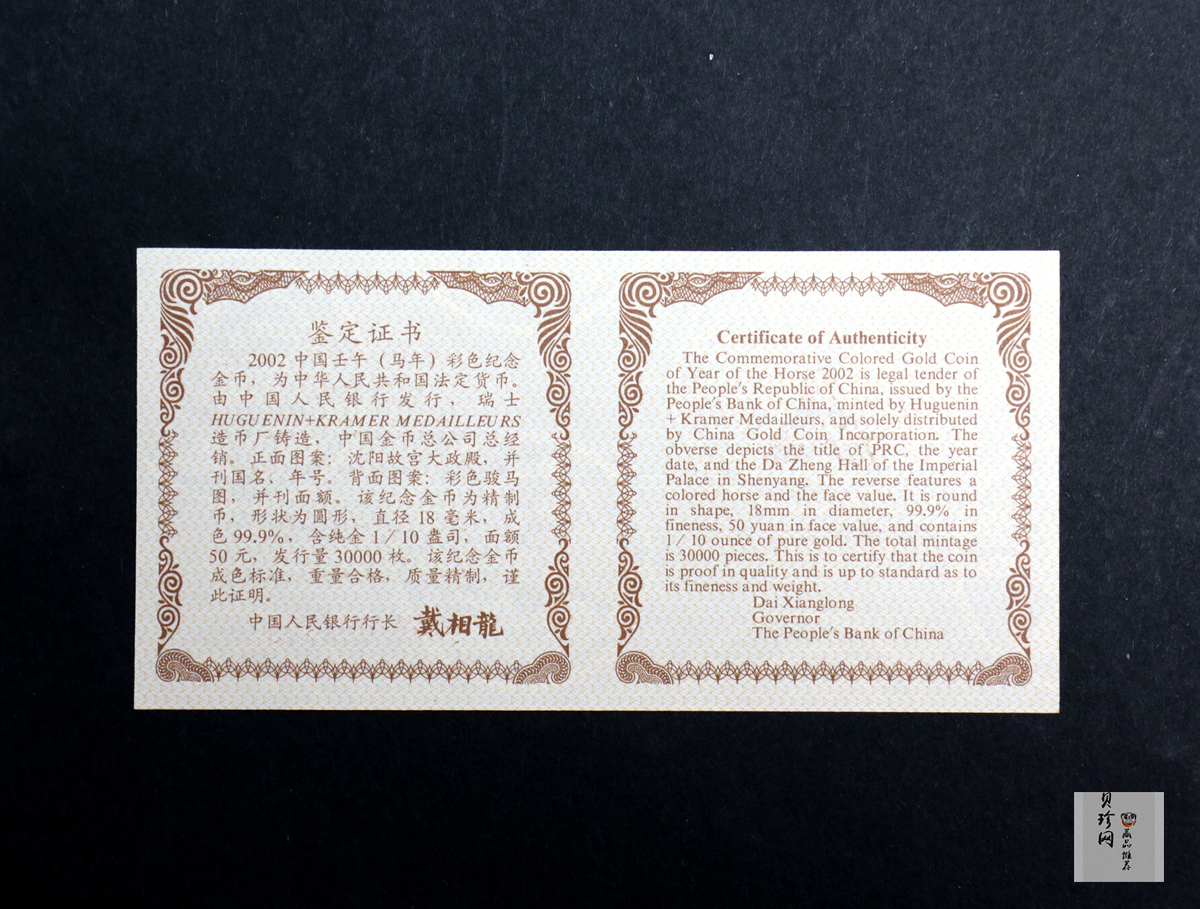 鉴定证书
2002 中国壬午（马年）彩色纪念
金币，为中华人民共和国法定货币。
由中国人民银行发行，瑞士
HUGUENIN+KRAMER MEDAILLEURS
造币厂铸造，中国金币总公司总经
销。正面图案：沈阳故宫大政殿，并
刊国名、年号。背面图案：彩色骏马
图，并刊面额。该纪念金币为精制
币，形状为圆形，直径 18 毫米，成
色 99.9%，含纯金 1／10 盎司，面额
50 元，发行量 30000 枚。该纪念金币
成色标准，重量合格，质量精制，谨
此证明。
中国人民银行行长 戴相龍
Certificate of Authenticity
The Commemorative Colored Gold Coin
of Year of the Horse 2002 is legal tender of
the People's Republic of China, issued by the
People's Bank of China, minted by Huguenin
+ Kramer Medailleurs, and solely distributed
by China Gold Coin Incorporation. The
obverse depicts the title of PRC, the year
date, and the Da Zheng Hall of the Imperial
Palace in Shenyang. The reverse features a
colored horse and the face value. It is round
in shape, 18mm in diameter, 99.9% in
fineness, 50 yuan in face value, and contains
1／10 ounce of pure gold. The total mintage
is 30000 pieces. This is to certify that the coin
is proof in quality and is up to standard as to
its fineness and weight.
Dai Xianglong
Governor
The People's Bank of China
贝珍网
藏品推荐